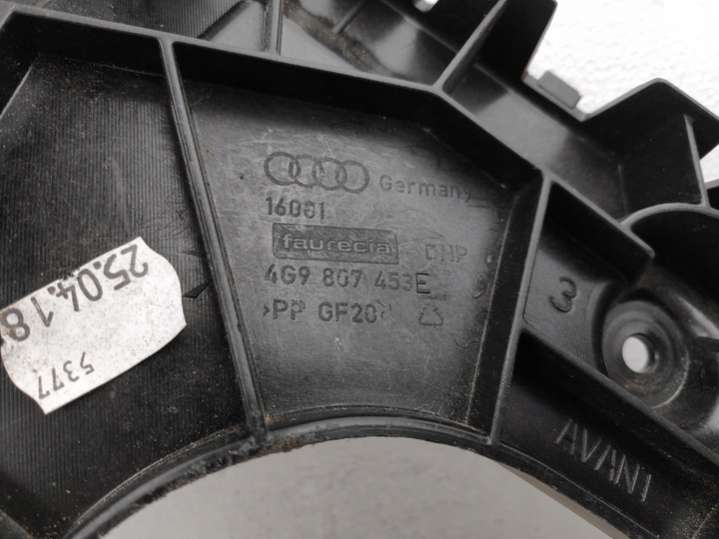 Germany
16001
faurecia
4G9 807 453E
>PP GF20<
3
AVANT
25.04.18
5377